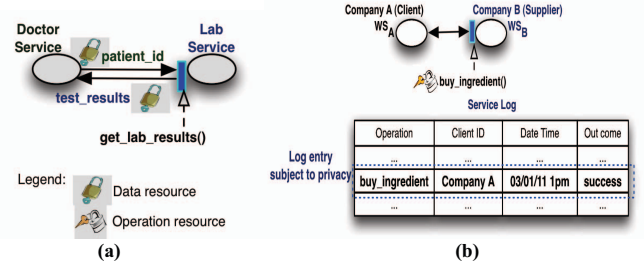 Doctor
Service
Lab
Service
patient_id
test_results
get_lab_results()
Legend:
Data resource
Operation resource
(a)
Company A (Client)
WS A
Company B (Supplier)
WS B
buy_ingredient()
Service Log
Operation Client ID Date Time Out come
... ... ... ...
Log entry
subject to privacy
buy_ingredient Company A 03/01/11 1pm success
... ... ... ...
(b)